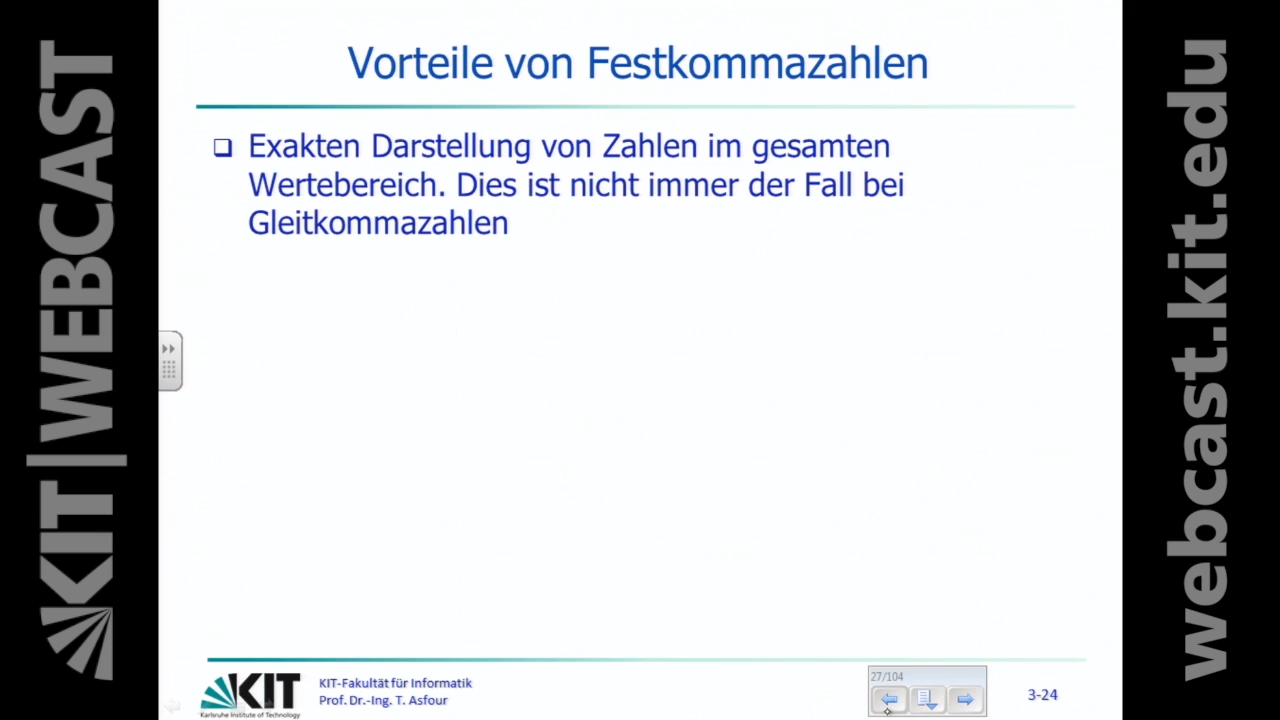 KIT|WEBCAST
Vorteile von Festkommazahlen
Exakten Darstellung von Zahlen im gesamten
Wertebereich. Dies ist nicht immer der Fall bei
Gleitkommazahlen
KIT
Karlsruhe Institute of Technology
KIT-Fakultät für Informatik
Prof. Dr.-Ing. T. Asfour
27/104
3-24
webcast.kit.edu